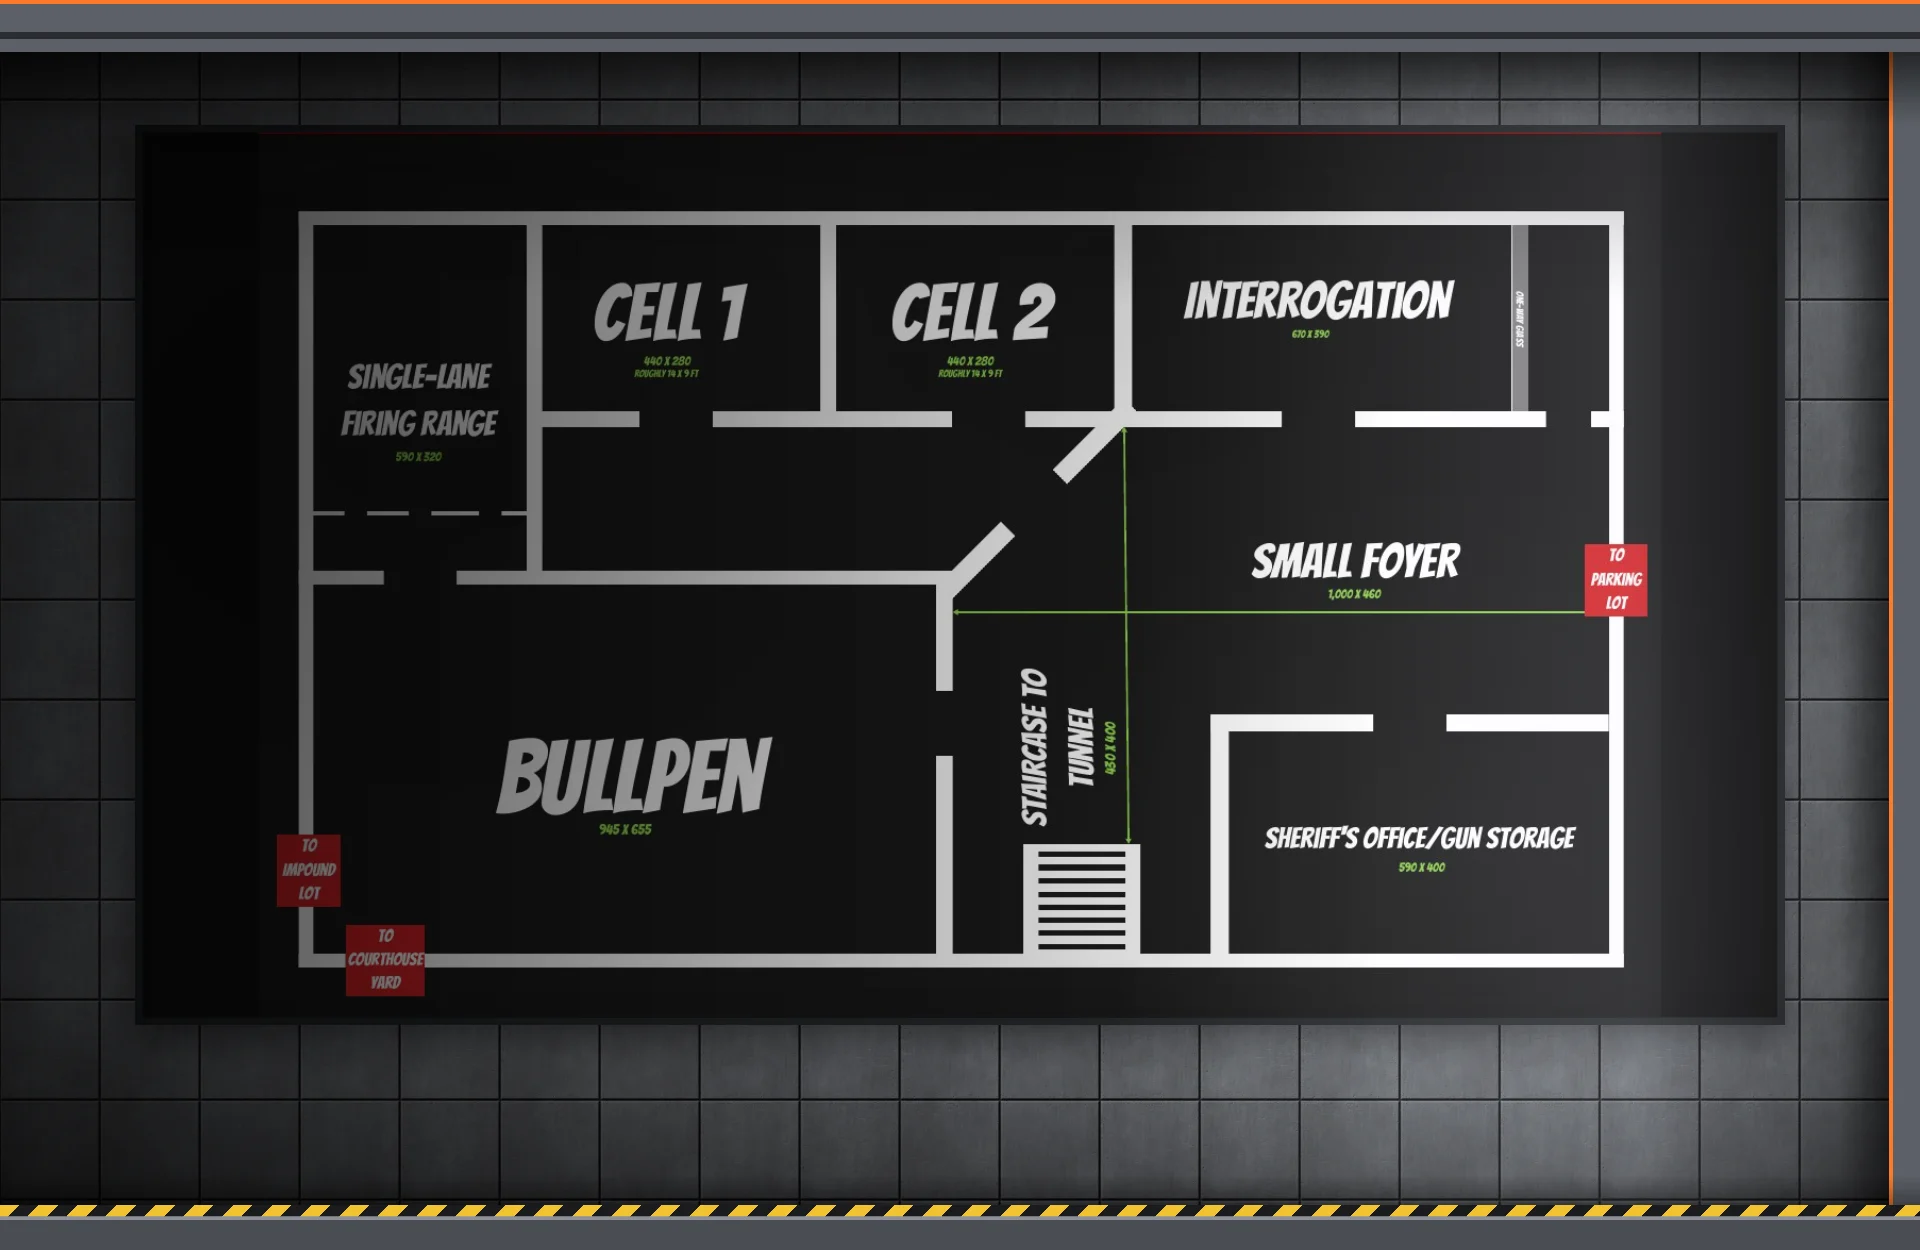 CELL 1
440 X 280
ROUGHLY 14 X 9 FT
CELL 2
440 X 280
ROUGHLY 14 X 9 FT
INTERROGATION
670 X 390
ONE-WAY GLASS
SINGLE-LANE
FIRING RANGE
590 X 320
SMALL FOYER
1,000 X 460
TO
PARKING
LOT
STAIRCASE TO
TUNNEL
430 X 400
BULLPEN
945 X 655
SHERIFF'S OFFICE/GUN STORAGE
590 X 400
TO
IMPOUND
LOT
TO
COURTHOUSE
YARD